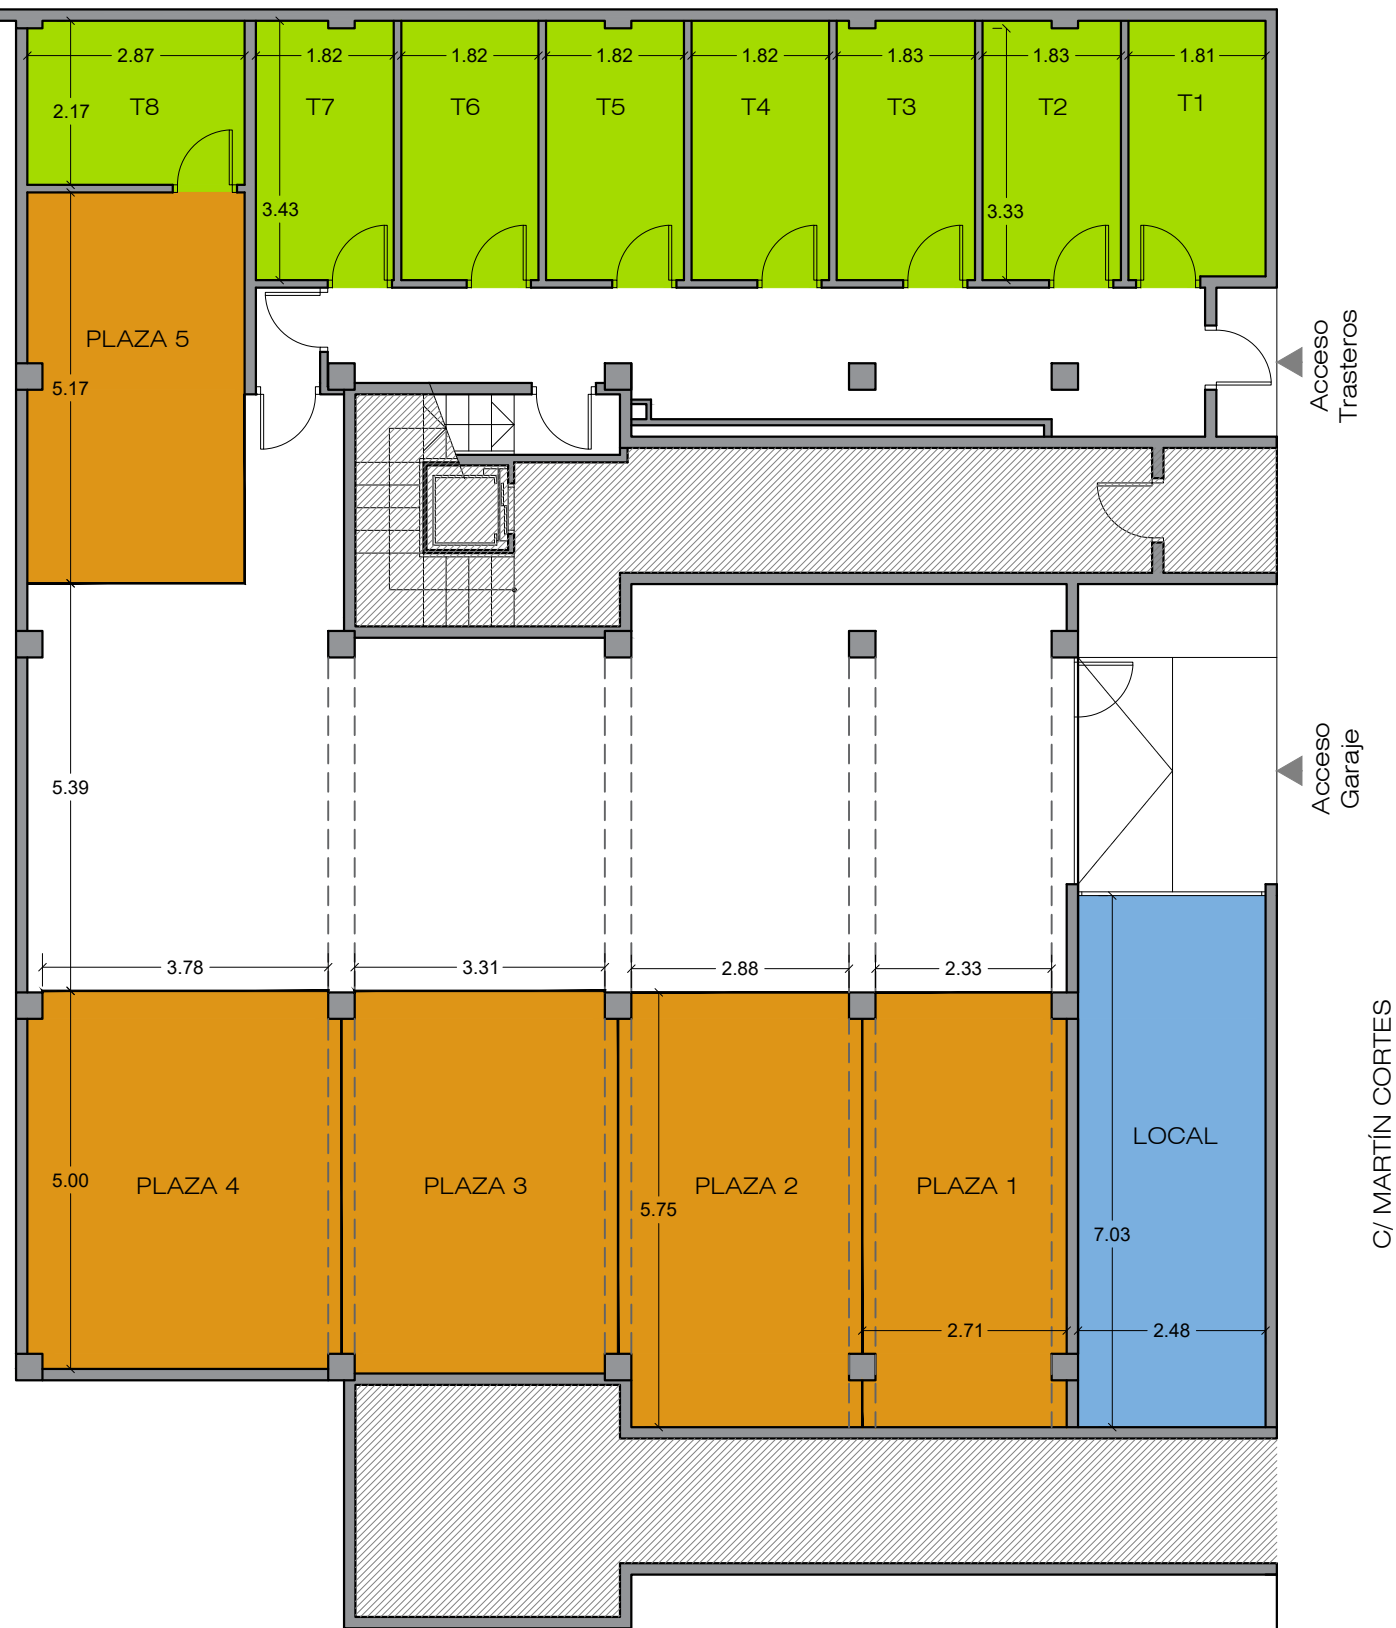 2.87
1.82
1.82
1.82
1.82
1.83
1.83
1.81
T8
T7
T6
T5
T4
T3
T2
T1
2.17
3.43
3.33
PLAZA 5
5.17
Acceso
Trasteros
5.39
Acceso
Garaje
3.78
3.31
2.88
2.33
5.00
PLAZA 4
PLAZA 3
PLAZA 2
PLAZA 1
LOCAL
5.75
7.03
2.71
2.48
C/ MARTÍN CORTES